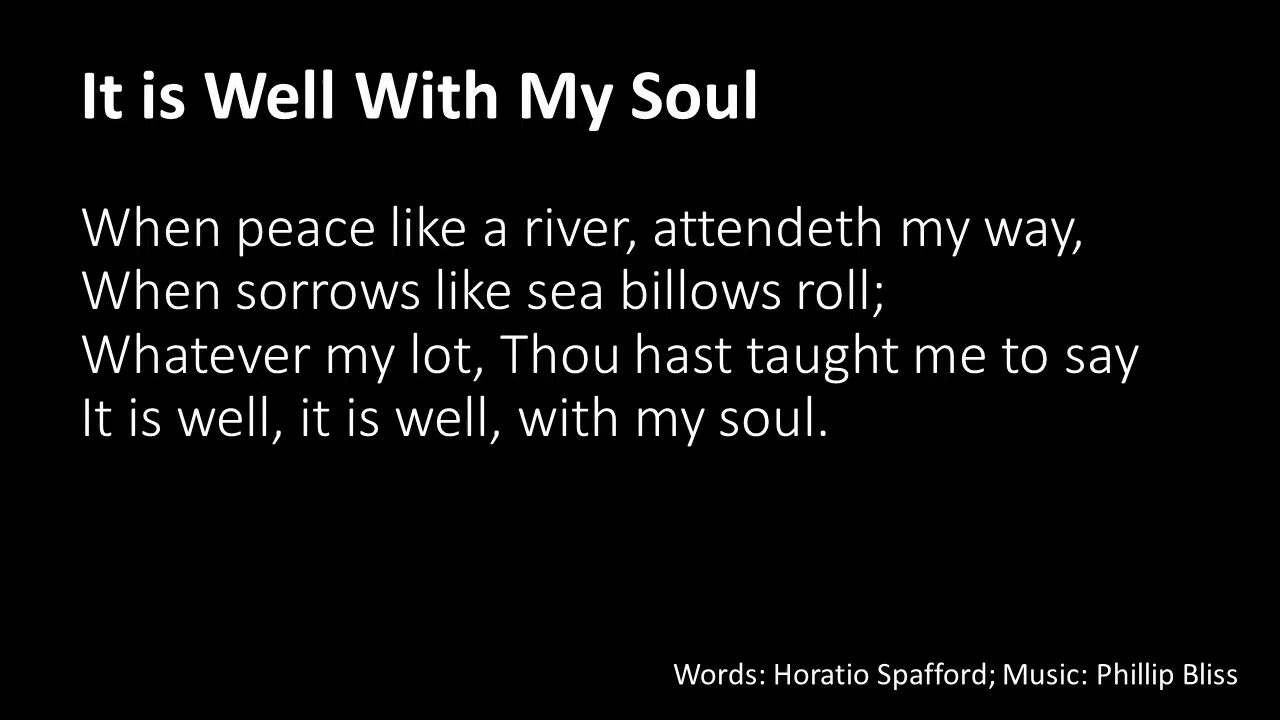 It is Well With My Soul
When peace like a river, attendeth my way,
When sorrows like sea billows roll;
Whatever my lot, Thou hast taught me to say
It is well, it is well, with my soul.
Words: Horatio Spafford; Music: Phillip Bliss